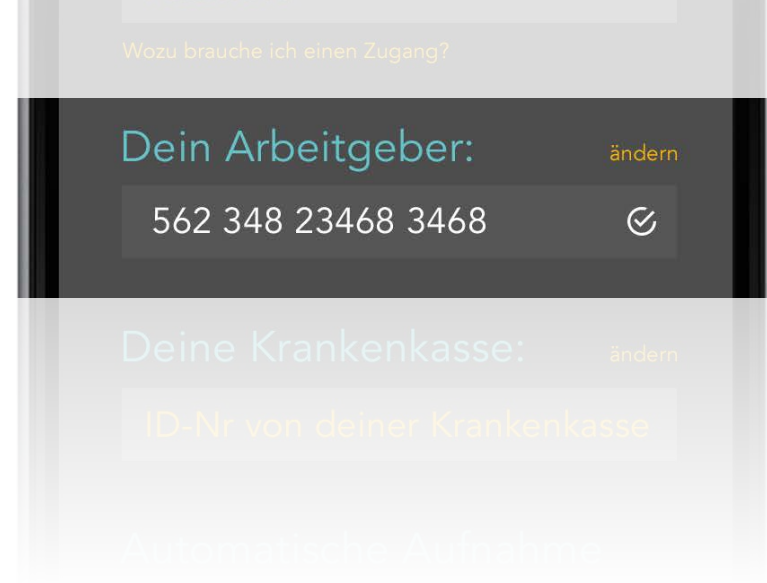 Wozu brauche ich einen Zugang?
Dein Arbeitgeber:
ändern
562 348 23468 3468
Deine Krankenkasse:
ändern
ID-Nr von deiner Krankenkasse
Automatische Aufnahme